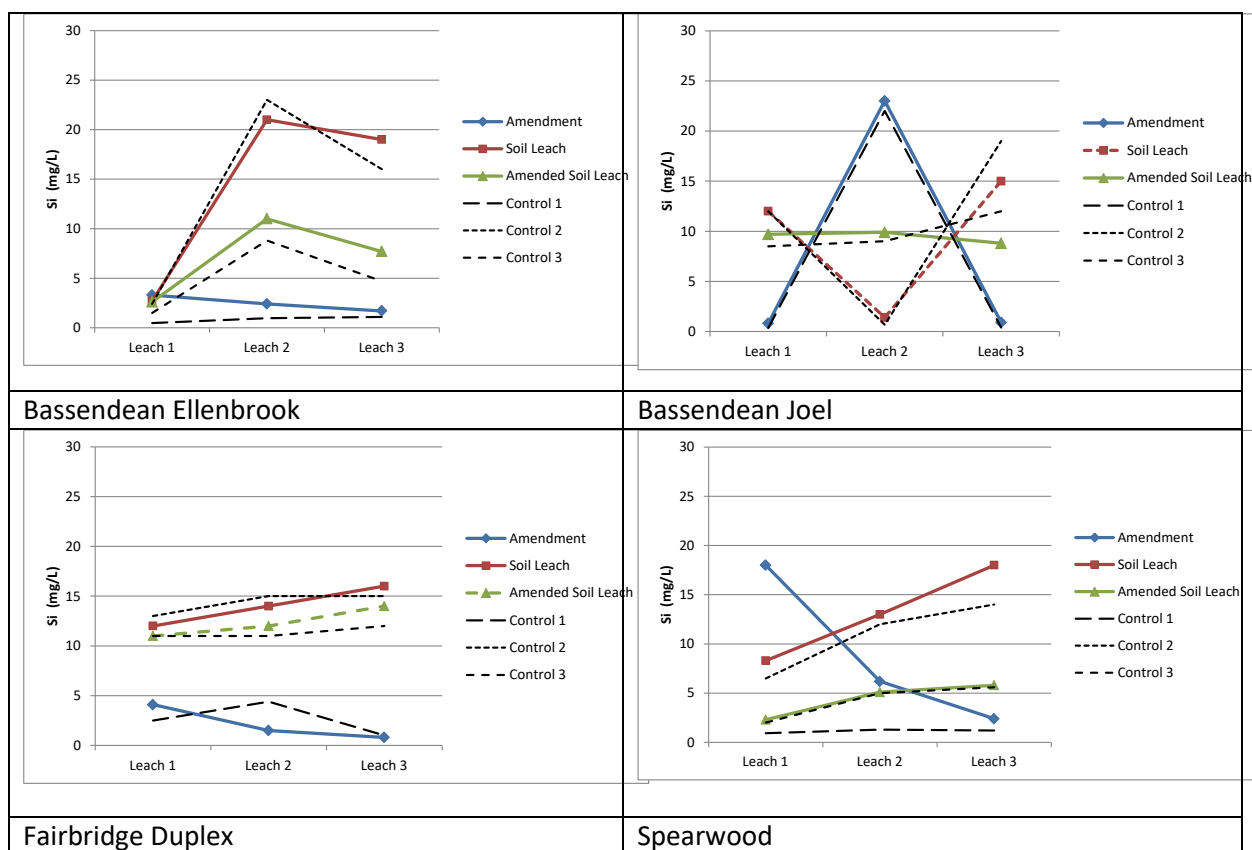 30
25
20
15
10
5
0
Si (mg/L)
Leach 1 Leach 2 Leach 3
Amendment
Soil Leach
Amended Soil Leach
Control 1
Control 2
Control 3
Bassendean Ellenbrook
30
25
20
15
10
5
0
Si (mg/L)
Leach 1 Leach 2 Leach 3
Amendment
Soil Leach
Amended Soil Leach
Control 1
Control 2
Control 3
Bassendean Joel
30
25
20
15
10
5
0
Si (mg/L)
Leach 1 Leach 2 Leach 3
Amendment
Soil Leach
Amended Soil Leach
Control 1
Control 2
Control 3
Fairbridge Duplex
30
25
20
15
10
5
0
Si (mg/L)
Leach 1 Leach 2 Leach 3
Amendment
Soil Leach
Amended Soil Leach
Control 1
Control 2
Control 3
Spearwood